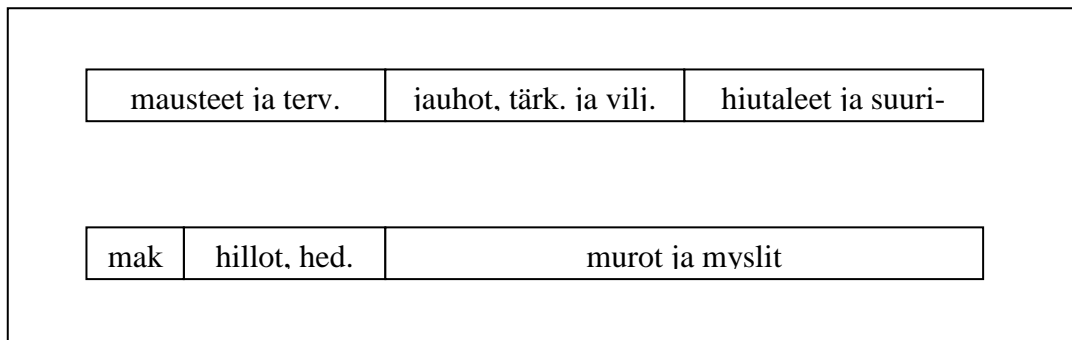 mausteet ja terv. jauhot, tärk. ja vilj. hiutaleet ja suuri-
mak hillot, hed. murot ja myslit